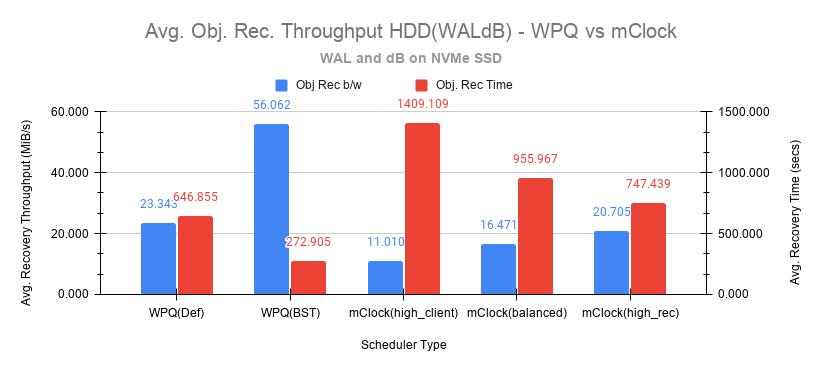 Avg. Obj. Rec. Throughput HDD(WALdB) - WPQ vs mClock
WAL and dB on NVMe SSD
Obj Rec b/w
Obj. Rec Time
Avg. Recovery Throughput (MiB/s)
60.000
40.000
20.000
0.000
23.343
646.855
56.062
272.905
11.010
1409.109
16.471
955.967
20.705
747.439
1500.000
1000.000
500.000
0.000
Avg. Recovery Time (secs)
WPQ(Def)
WPQ(BST)
mClock(high_client)
mClock(balanced)
mClock(high_rec)
Scheduler Type